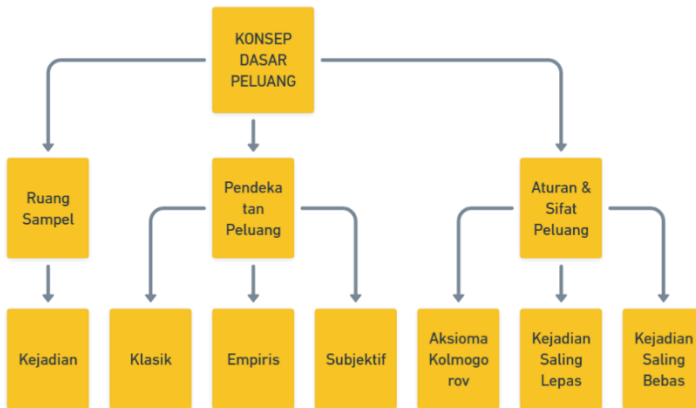 KONSEP
DASAR
PELUANG
Ruang
Sampel
Pendeka
tan
Peluang
Aturan &
Sifat
Peluang
Kejadian
Klasik
Empiris
Subjektif
Aksioma
Kolmogo
rov
Kejadian
Saling
Lepas
Kejadian
Saling
Bebas